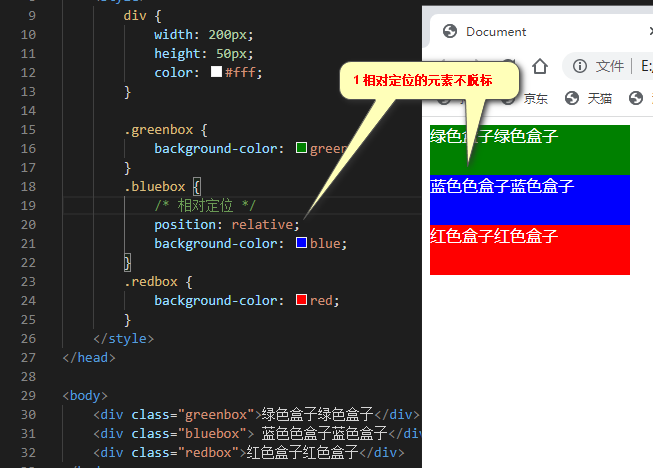 9
10 div {
11 width: 200px;
12 height: 50px;
13 color: #fff;
}
14
15 .greenbox {
16 background-color: green
17 }
18 .bluebox {
19 /* 相对定位 */
20 position: relative;
21 background-color: blue;
22 }
23 .redbox {
24 background-color: red;
25 }
26 </style>
27 </head>
28
29 <body>
30 <div class="greenbox">绿色盒子绿色盒子</div>
31 <div class="bluebox"> 蓝色色盒子蓝色盒子</di
32 <div class="redbox">红色盒子红色盒子</div>
1 相对定位的元素不脱标
Document
文件 E:
京东 天猫
绿色盒子绿色盒子
蓝色色盒子蓝色盒子
红色盒子红色盒子